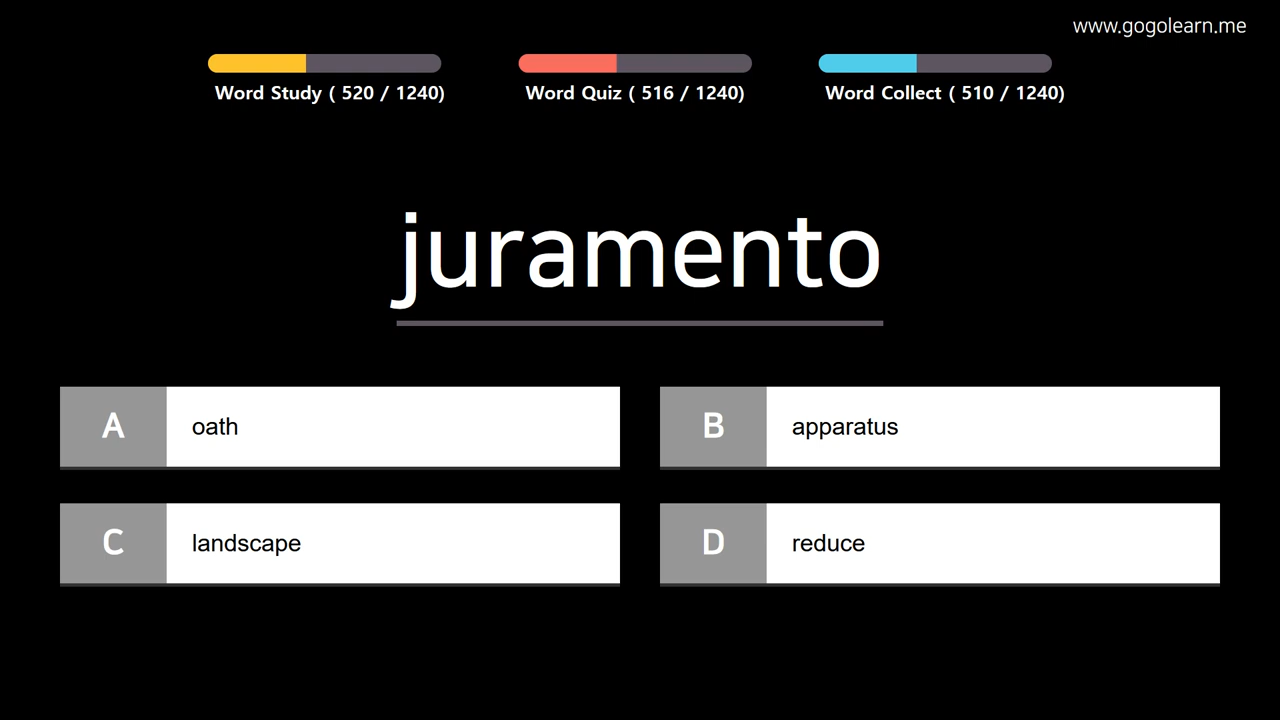 www.gogolearn.me
Word Study ( 520 / 1240)
Word Quiz ( 516 / 1240)
Word Collect ( 510 / 1240)
juramento
A oath
B apparatus
C landscape
D reduce